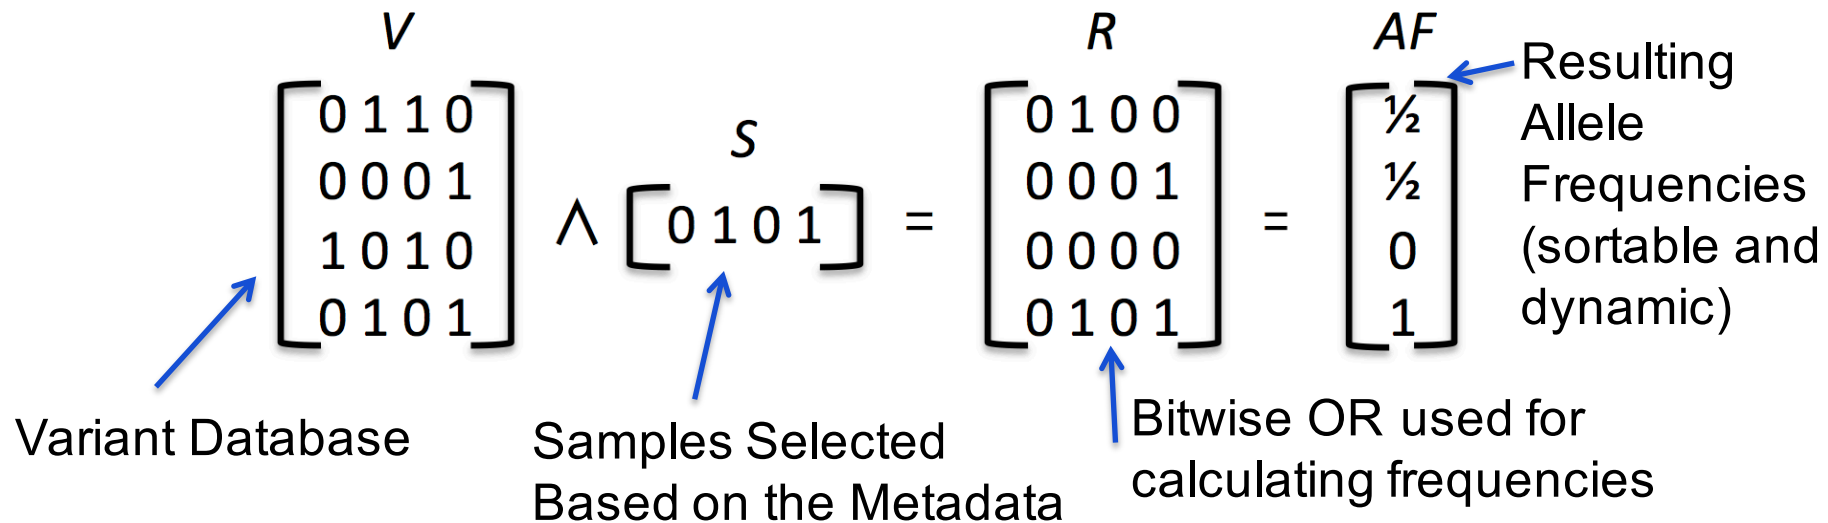 V
R
AF
0 1 1 0
0 0 0 1
1 0 1 0
0 1 0 1
∧
S
0 1 0 1
=
0 1 0 0
0 0 0 1
0 0 0 0
0 1 0 1
=
½
½
0
1
Resulting
Allele
Frequencies
(sortable and
dynamic)
Variant Database
Samples Selected
Based on the Metadata
Bitwise OR used for
calculating frequencies